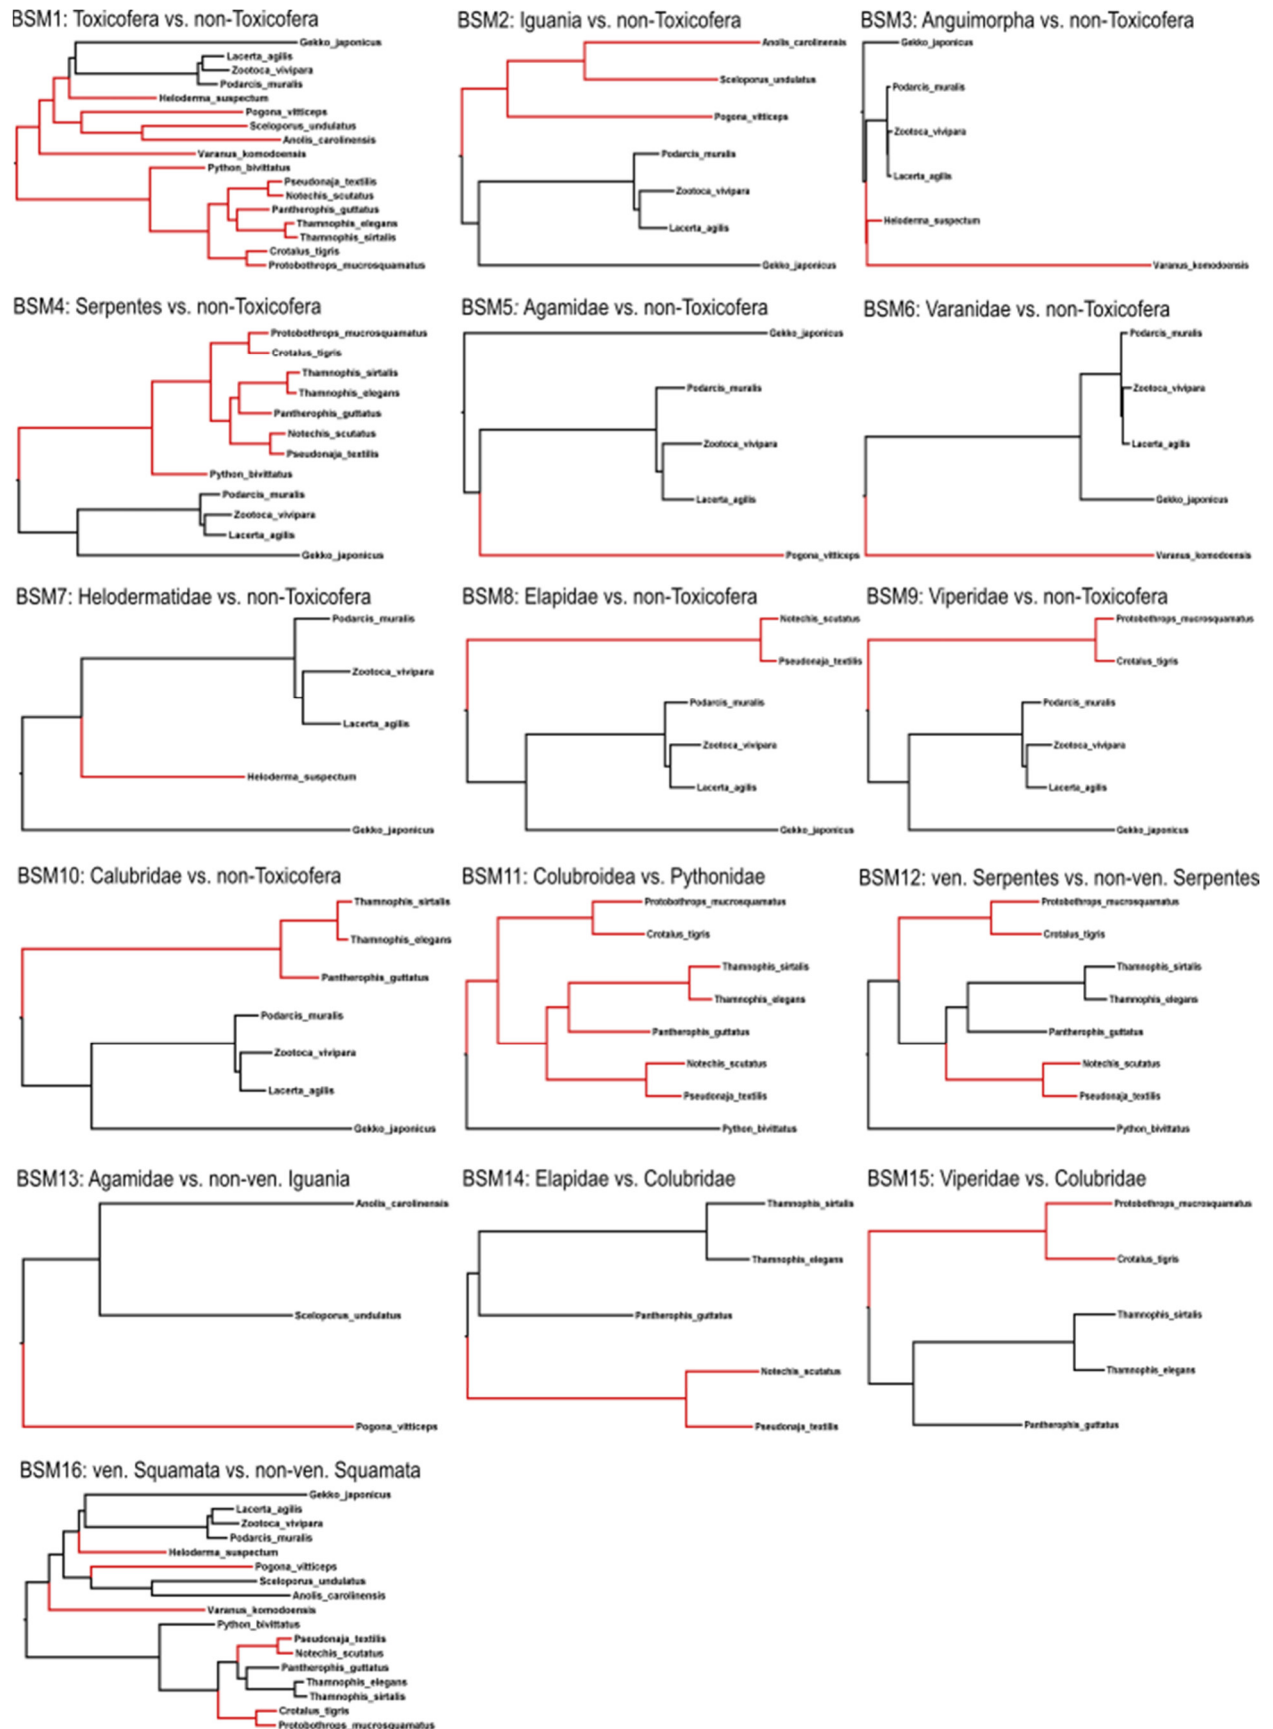 BSM1: Toxicofera vs. non-Toxicofera
Gekko_japonicus
Lacerta_agilis
Zootoca_vivipara
Podarcis_muralis
Heloderma_suspectum
Pogona_vitticeps
Sceloporus_undulatus
Anolis_carolinensis
Varanus_komodoensis
Python_bivittatus
Pseudonaja_textilis
Notechis_scutatus
Pantherophis_guttatus
Thamnophis_elegans
Thamnophis_sirtalis
Crotalus_tigris
Protobothrops_mucrosquamatus
BSM2: Iguania vs. non-Toxicofera
Anolis_carolinensis
Sceloporus_undulatus
Pogona_vitticeps
Podarcis_muralis
Zootoca_vivipara
Lacerta_agilis
Gekko_japonicus
BSM3: Anguimorpha vs. non-Toxicofera
Gekko_japonicus
Podarcis_muralis
Zootoca_vivipara
Lacerta_agilis
Heloderma_suspectum
Varanus_komodoensis
BSM4: Serpentes vs. non-Toxicofera
Protobothrops_mucrosquamatus
Crotalus_tigris
Thamnophis_sirtalis
Thamnophis_elegans
Pantherophis_guttatus
Notechis_scutatus
Pseudonaja_textilis
Python_bivittatus
Podarcis_muralis
Zootoca_vivipara
Lacerta_agilis
Gekko_japonicus
BSM5: Agamidae vs. non-Toxicofera
Gekko_japonicus
Podarcis_muralis
Zootoca_vivipara
Lacerta_agilis
Pogona_vitticeps
BSM6: Varanidae vs. non-Toxicofera
Podarcis_muralis
Zootoca_vivipara
Lacerta_agilis
Gekko_japonicus
Varanus_komodoensis
BSM7: Helodermatidae vs. non-Toxicofera
Podarcis_muralis
Zootoca_vivipara
Lacerta_agilis
Heloderma_suspectum
Gekko_japonicus
BSM8: Elapidae vs. non-Toxicofera
Notechis_scutatus
Pseudonaja_textilis
Podarcis_muralis
Zootoca_vivipara
Lacerta_agilis
Gekko_japonicus
BSM9: Viperidae vs. non-Toxicofera
Protobothrops_mucrosquamatus
Crotalus_tigris
Podarcis_muralis
Zootoca_vivipara
Lacerta_agilis
Gekko_japonicus
BSM10: Calubridae vs. non-Toxicofera
Thamnophis_sirtalis
Thamnophis_elegans
Pantherophis_guttatus
Podarcis_muralis
Zootoca_vivipara
Lacerta_agilis
Gekko_japonicus
BSM11: Colubroidea vs. Pythonidae
Protobothrops_mucrosquamatus
Crotalus_tigris
Thamnophis_sirtalis
Thamnophis_elegans
Pantherophis_guttatus
Notechis_scutatus
Pseudonaja_textilis
Python_bivittatus
BSM12: ven. Serpentes vs. non-ven. Serpentes
Protobothrops_mucrosquamatus
Crotalus_tigris
Thamnophis_sirtalis
Thamnophis_elegans
Pantherophis_guttatus
Notechis_scutatus
Pseudonaja_textilis
Python_bivittatus
BSM13: Agamidae vs. non-ven. Iguania
Anolis_carolinensis
Sceloporus_undulatus
Pogona_vitticeps
BSM14: Elapidae vs. Colubridae
Thamnophis_sirtalis
Thamnophis_elegans
Pantherophis_guttatus
Notechis_scutatus
Pseudonaja_textilis
BSM15: Viperidae vs. Colubridae
Protobothrops_mucrosquamatus
Crotalus_tigris
Thamnophis_sirtalis
Thamnophis_elegans
Pantherophis_guttatus
BSM16: ven. Squamata vs. non-ven. Squamata
Gekko_japonicus
Lacerta_agilis
Zootoca_vivipara
Podarcis_muralis
Heloderma_suspectum
Pogona_vitticeps
Sceloporus_undulatus
Anolis_carolinensis
Varanus_komodoensis
Python_bivittatus
Pseudonaja_textilis
Notechis_scutatus
Pantherophis_guttatus
Thamnophis_elegans
Thamnophis_sirtalis
Crotalus_tigris
Protobothrops_mucrosquamatus